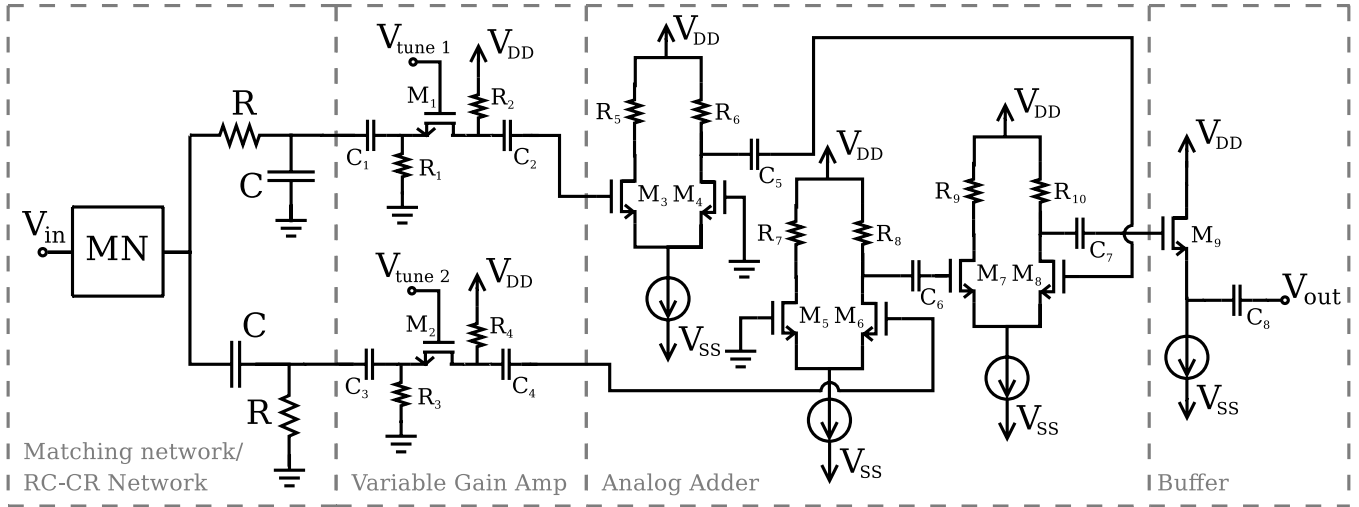 V_in
MN
R
C
C
R
Matching network/
RC-CR Network
V_tune 1
V_DD
M_1
R_2
C_1
R_1
C_2
V_tune 2
V_DD
M_2
R_4
C_3
R_3
C_4
Variable Gain Amp
V_DD
R_5
R_6
C_5
M_3
M_4
V_SS
V_DD
R_7
R_8
C_6
M_5
M_6
V_SS
V_DD
R_9
R_10
C_7
M_7
M_8
V_SS
Analog Adder
V_DD
M_9
V_out
C_8
V_SS
Buffer